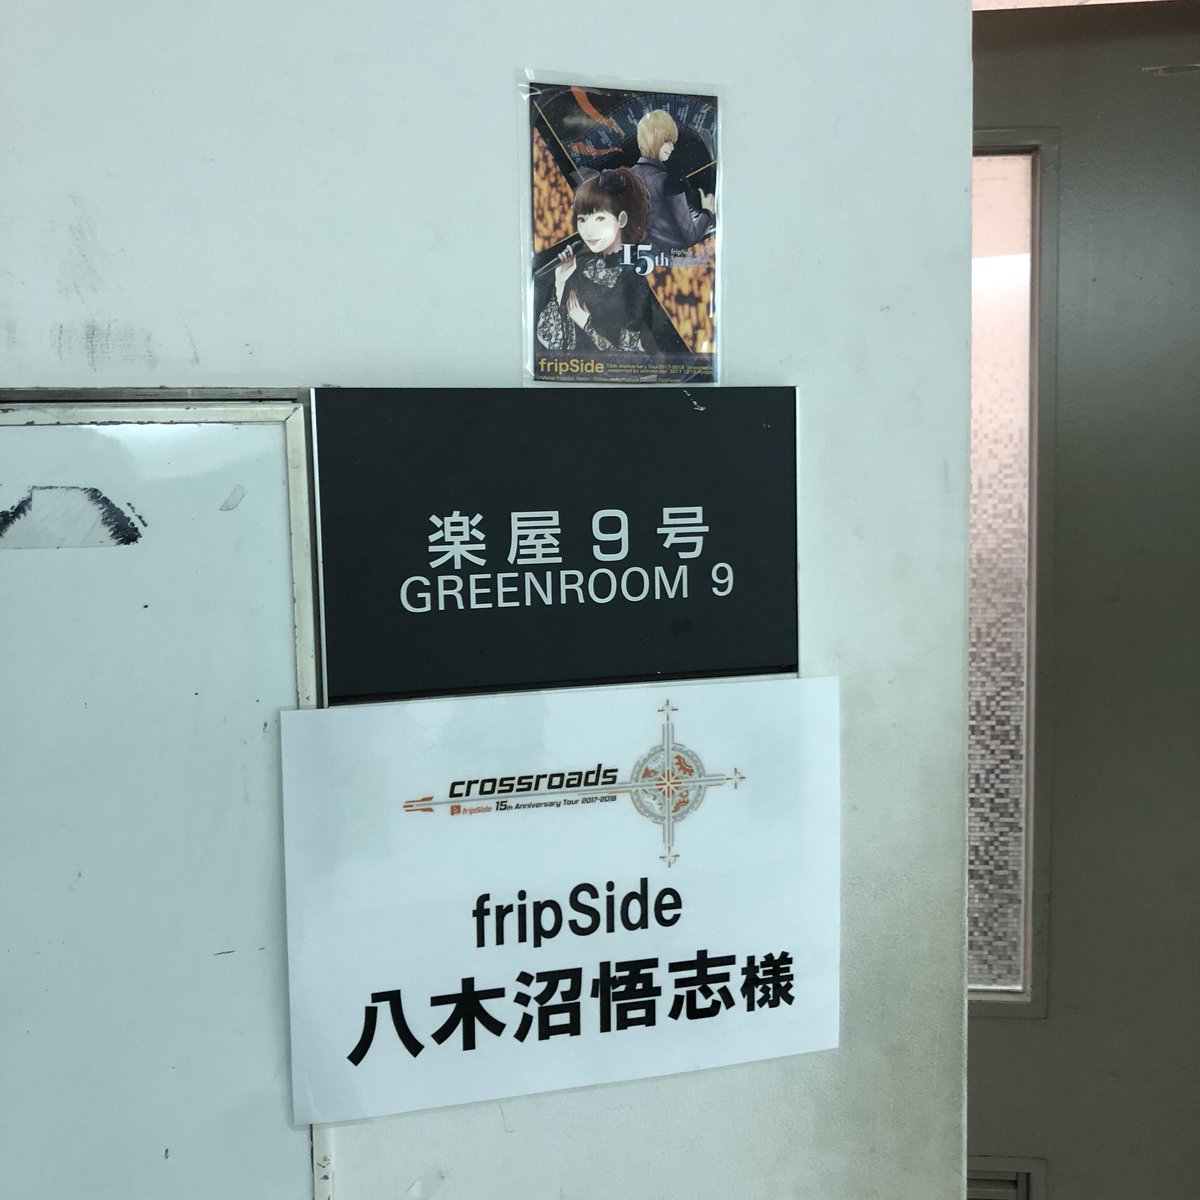 15th
fripSide
楽屋 9 号
GREENROOM 9
crossroads
fripSide 15th Anniversary Tour 2017-2018
fripSide
八木沼悟志様